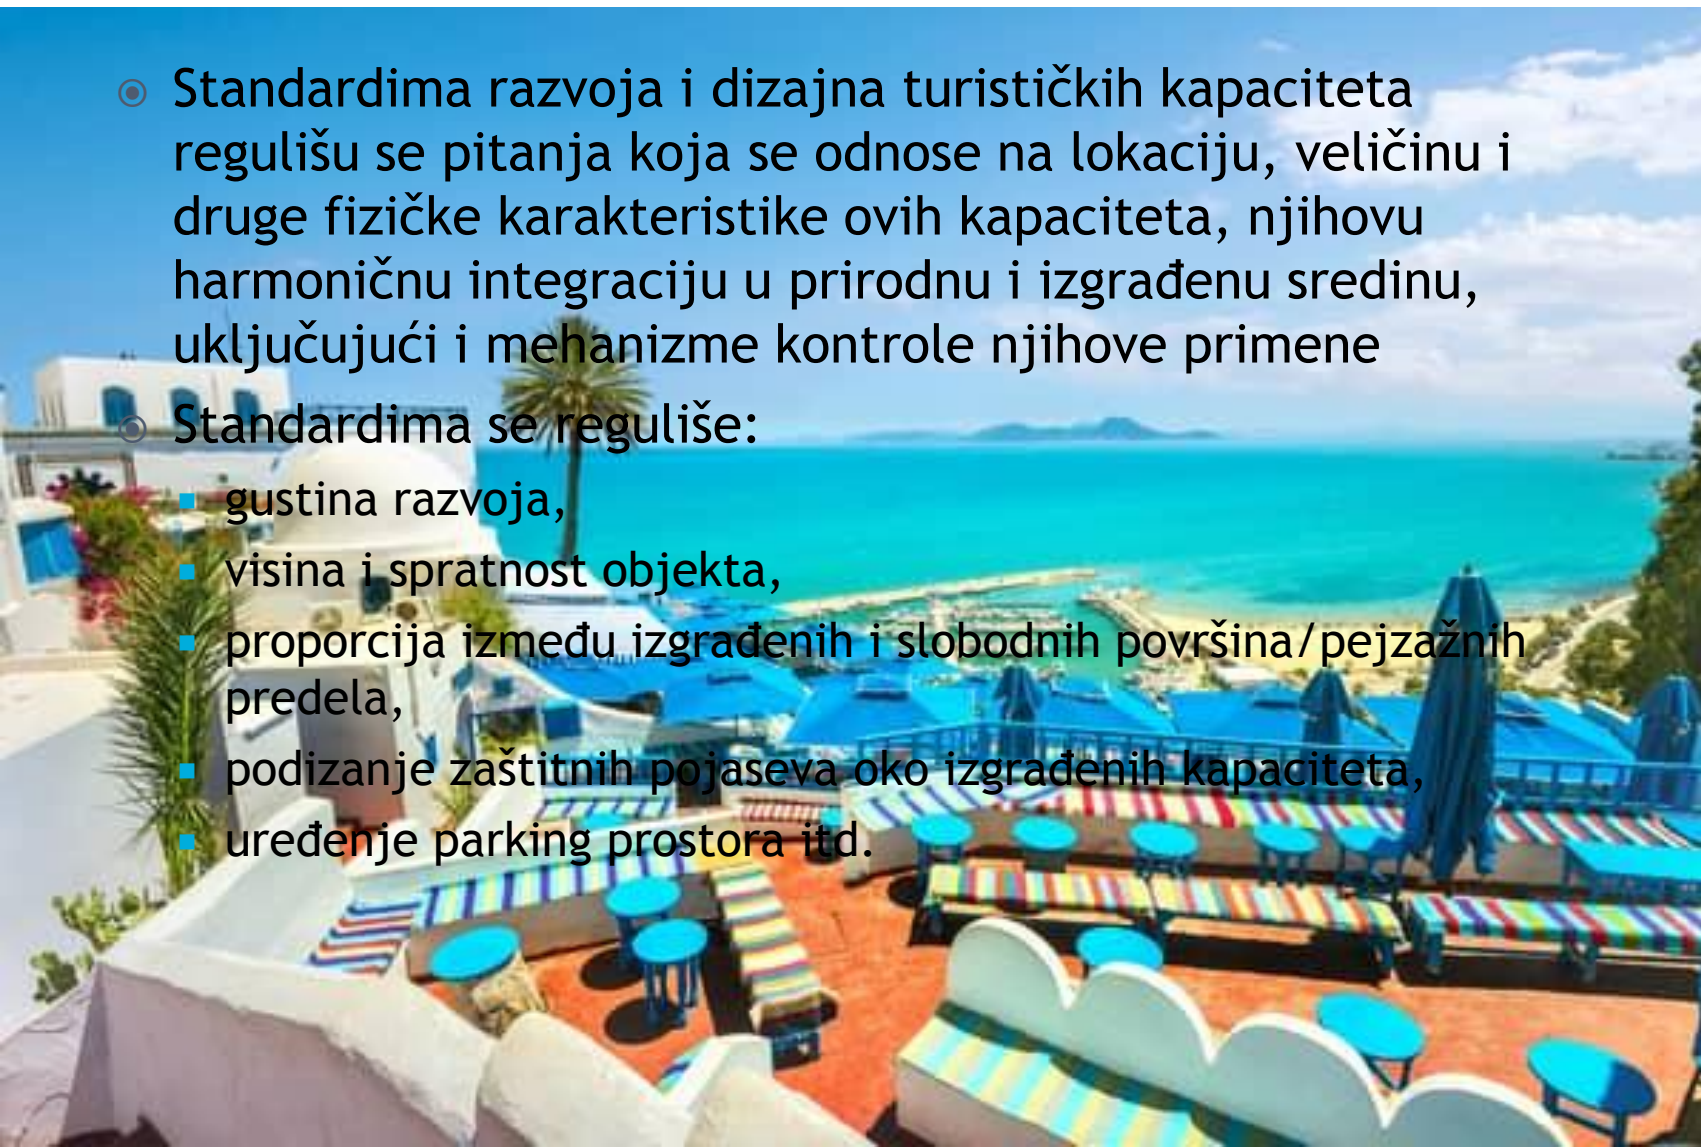 Standardima razvoja i dizajna turističkih kapaciteta
regulišu se pitanja koja se odnose na lokaciju, veličinu i
druge fizičke karakteristike ovih kapaciteta, njihovu
harmoničnu integraciju u prirodnu i izgrađenu sredinu,
uključujući i mehanizme kontrole njihove primene
Standardima se reguliše:
gustina razvoja,
visina i spratnost objekta,
proporcija između izgrađenih i slobodnih površina/pejzažnih
predela,
podizanje zaštitnih pojaseva oko izgrađenih kapaciteta,
uređenje parking prostora itd.